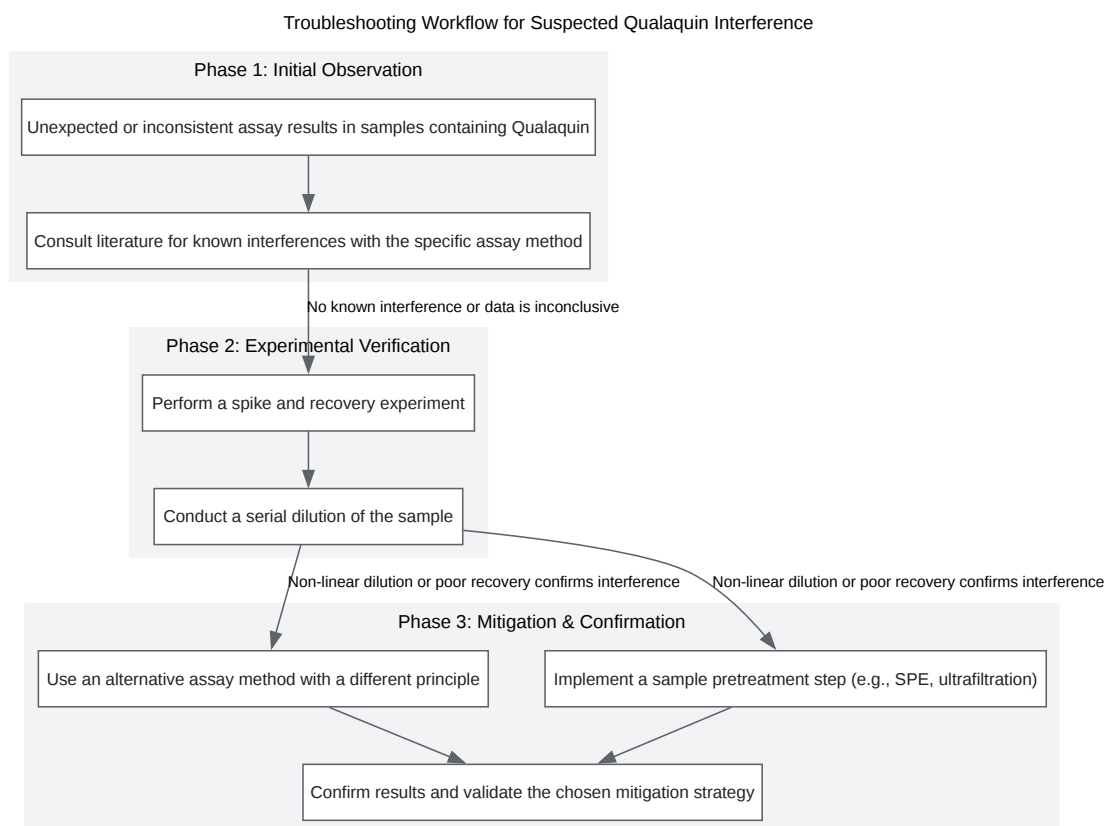 Troubleshooting Workflow for Suspected Qualaquin Interference
Phase 1: Initial Observation
Unexpected or inconsistent assay results in samples containing Qualaquin
Consult literature for known interferences with the specific assay method
No known interference or data is inconclusive
Phase 2: Experimental Verification
Perform a spike and recovery experiment
Conduct a serial dilution of the sample
Non-linear dilution or poor recovery confirms interference
Non-linear dilution or poor recovery confirms interference
Phase 3: Mitigation & Confirmation
Use an alternative assay method with a different principle
Implement a sample pretreatment step (e.g., SPE, ultrafiltration)
Confirm results and validate the chosen mitigation strategy